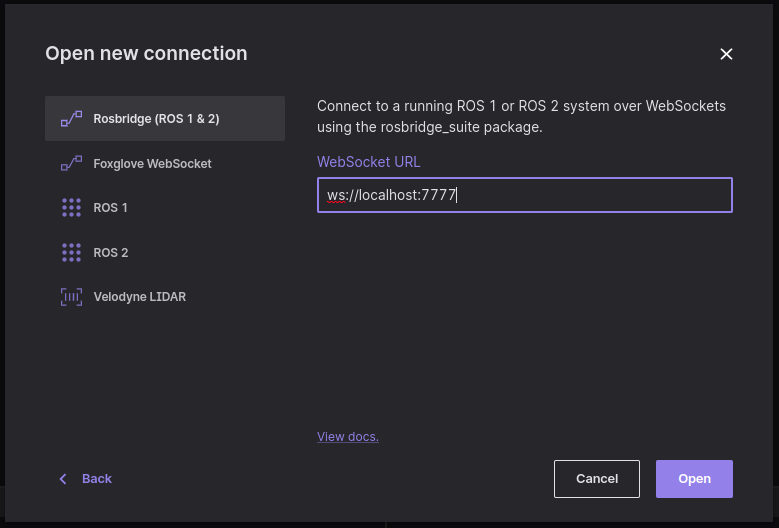 Open new connection
Rosbridge (ROS 1 & 2)
Foxglove WebSocket
ROS 1
ROS 2
Velodyne LIDAR
Connect to a running ROS 1 or ROS 2 system over WebSockets
using the rosbridge_suite package.
WebSocket URL
ws://localhost:7777
View docs.
Back
Cancel
Open